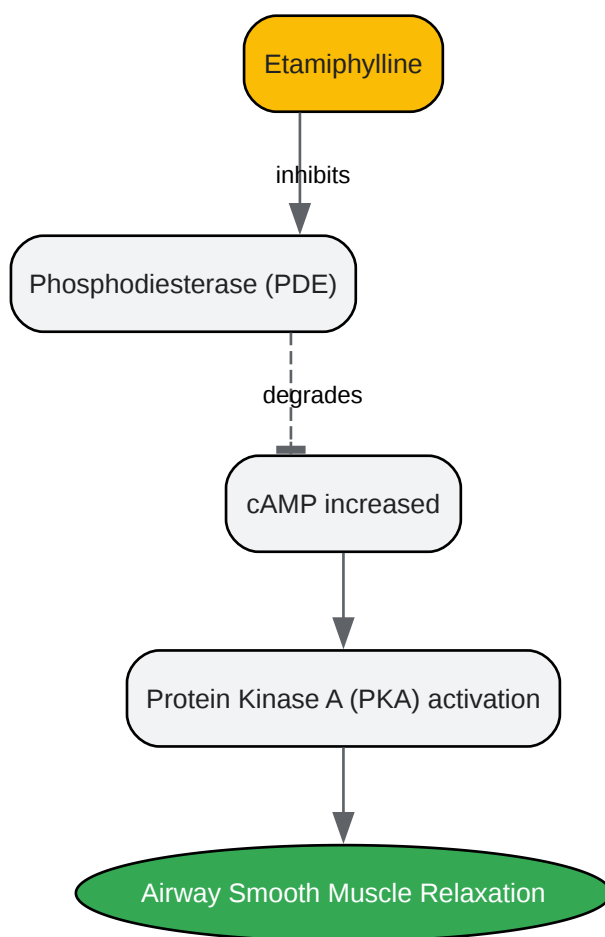 Etamiphylline
inhibits
Phosphodiesterase (PDE)
degrades
cAMP increased
Protein Kinase A (PKA) activation
Airway Smooth Muscle Relaxation